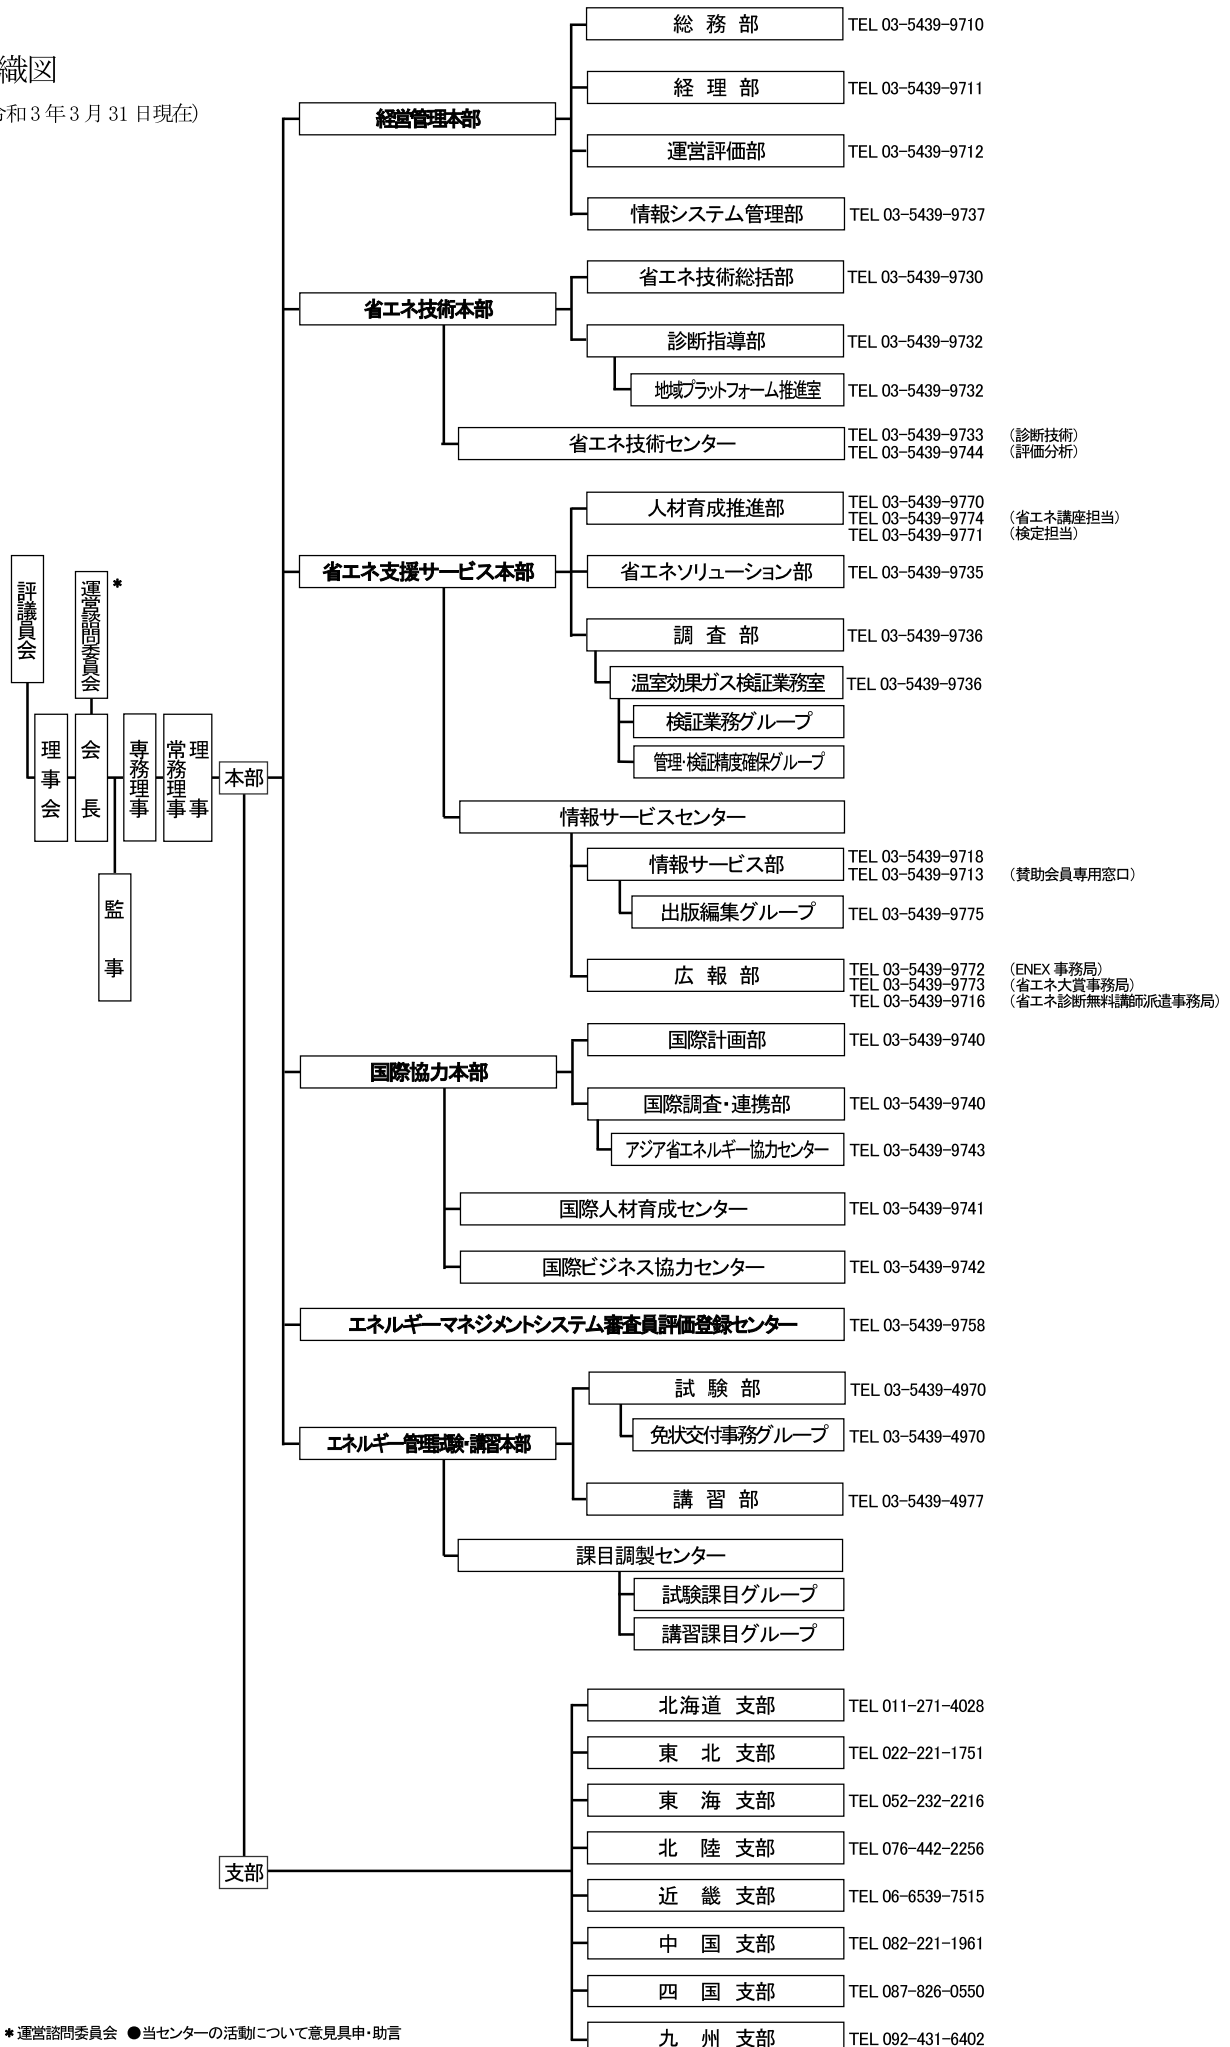 織図
令和3年3月31日現在)
評議員会
運営諮問委員会
*
理事会
会長
専務理事
常務理事
理事
監事
本部
経営管理本部
総務部 TEL 03-5439-9710
経理部 TEL 03-5439-9711
運営評価部 TEL 03-5439-9712
情報システム管理部 TEL 03-5439-9737
省エネ技術本部
省エネ技術総括部 TEL 03-5439-9730
診断指導部 TEL 03-5439-9732
地域プラットフォーム推進室 TEL 03-5439-9732
省エネ技術センター TEL 03-5439-9733 (診断技術)
TEL 03-5439-9744 (評価分析)
省エネ支援サービス本部
人材育成推進部 TEL 03-5439-9770
TEL 03-5439-9774 (省エネ講座担当)
TEL 03-5439-9771 (検定担当)
省エネソリューション部 TEL 03-5439-9735
調査部 TEL 03-5439-9736
温室効果ガス検証業務室 TEL 03-5439-9736
検証業務グループ
管理・検証精度確保グループ
情報サービスセンター
情報サービス部 TEL 03-5439-9718
TEL 03-5439-9713 (賛助会員専用窓口)
出版編集グループ TEL 03-5439-9775
広報部 TEL 03-5439-9772 (ENEX 事務局)
TEL 03-5439-9773 (省エネ大賞事務局)
TEL 03-5439-9716 (省エネ診断無料講師派遣事務局)
国際協力本部
国際計画部 TEL 03-5439-9740
国際調査・連携部 TEL 03-5439-9740
アジア省エネルギー協力センター TEL 03-5439-9743
国際人材育成センター TEL 03-5439-9741
国際ビジネス協力センター TEL 03-5439-9742
エネルギーマネジメントシステム審査員評価登録センター TEL 03-5439-9758
エネルギー管理試験・講習本部
試験部 TEL 03-5439-4970
免状交付事務グループ TEL 03-5439-4970
講習部 TEL 03-5439-4977
課目調製センター
試験課目グループ
講習課目グループ
支部
北海道 支部 TEL 011-271-4028
東北 支部 TEL 022-221-1751
東海 支部 TEL 052-232-2216
北陸 支部 TEL 076-442-2256
近畿 支部 TEL 06-6539-7515
中国 支部 TEL 082-221-1961
四国 支部 TEL 087-826-0550
九州 支部 TEL 092-431-6402
*運営諮問委員会 ●当センターの活動について意見具申・助言